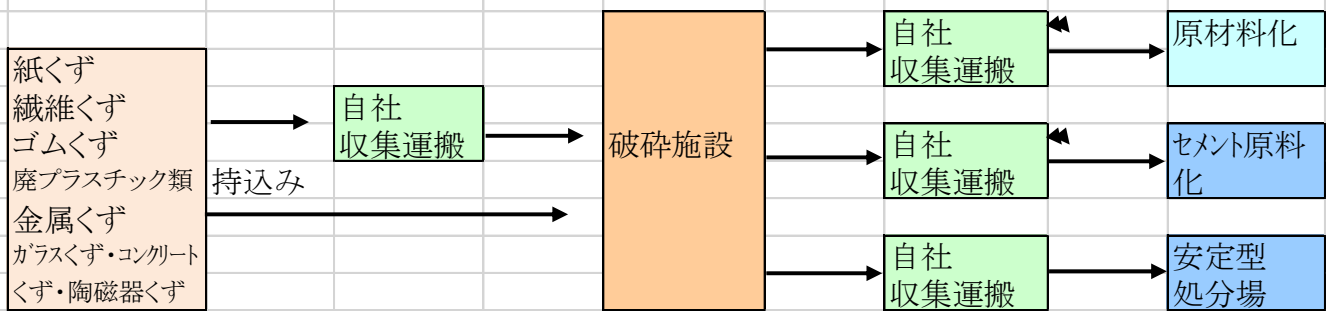 紙くず
繊維くず
ゴムくず
廃プラスチック類
金属くず
ガラスくず・コンクリート
くず・陶磁器くず
自社
収集運搬
持込み
破砕施設
自社
収集運搬
原材料化
自社
収集運搬
セメント原料
化
自社
収集運搬
安定型
処分場